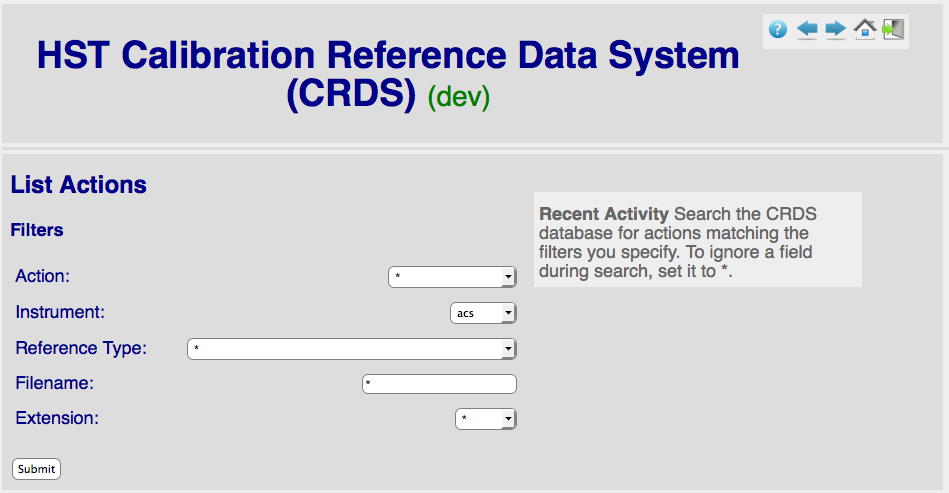 HST Calibration Reference Data System
(CRDS) (dev)
?
List Actions
Filters
Recent Activity Search the CRDS
database for actions matching the
filters you specify. To ignore a field
during search, set it to *.
Action: *
Instrument: acs
Reference Type: *
Filename: *
Extension: *
Submit